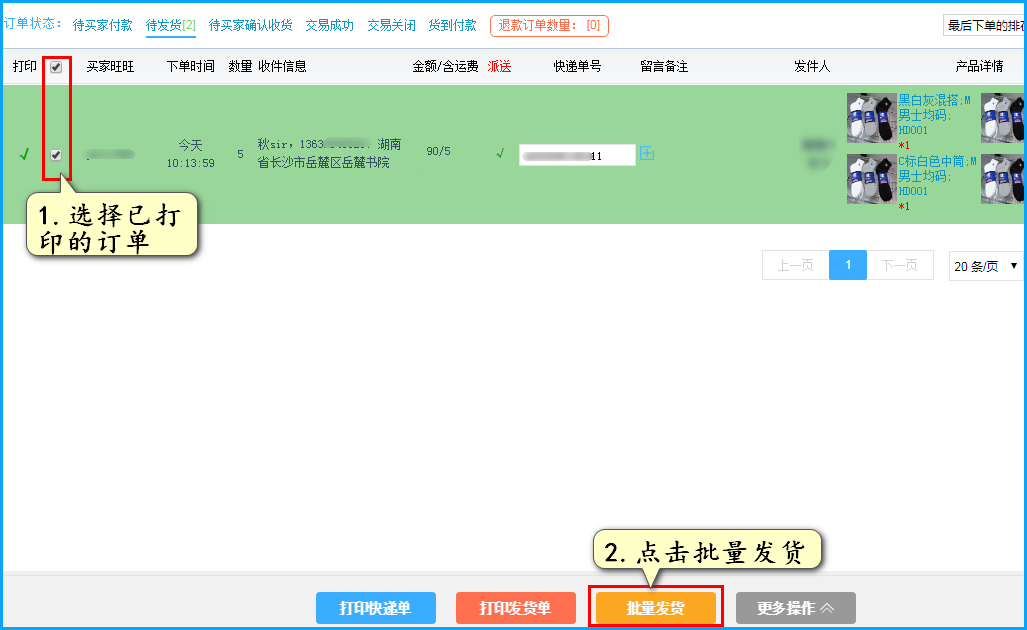 订单状态： 待买家付款 待发货[2] 待买家确认收货 交易成功 交易关闭 货到付款 退款订单数量： [0] 最后下单的排
打印 买家旺旺 下单时间 数量 收件信息 金额/含运费 派送 快递单号 留言备注 发件人 产品详情
今天
10:13:59
5
秋sir，1363 湖南
省长沙市岳麓区岳麓书院
90/5
11
黑白灰混搭;M
男士均码;
HD001
*1
C标白色中筒;M
男士均码;
HD001
*1
1.选择已打
印的订单
上一页 1 下一页 20 条/页
2.点击批量发货
打印快递单 打印发货单 批量发货 更多操作